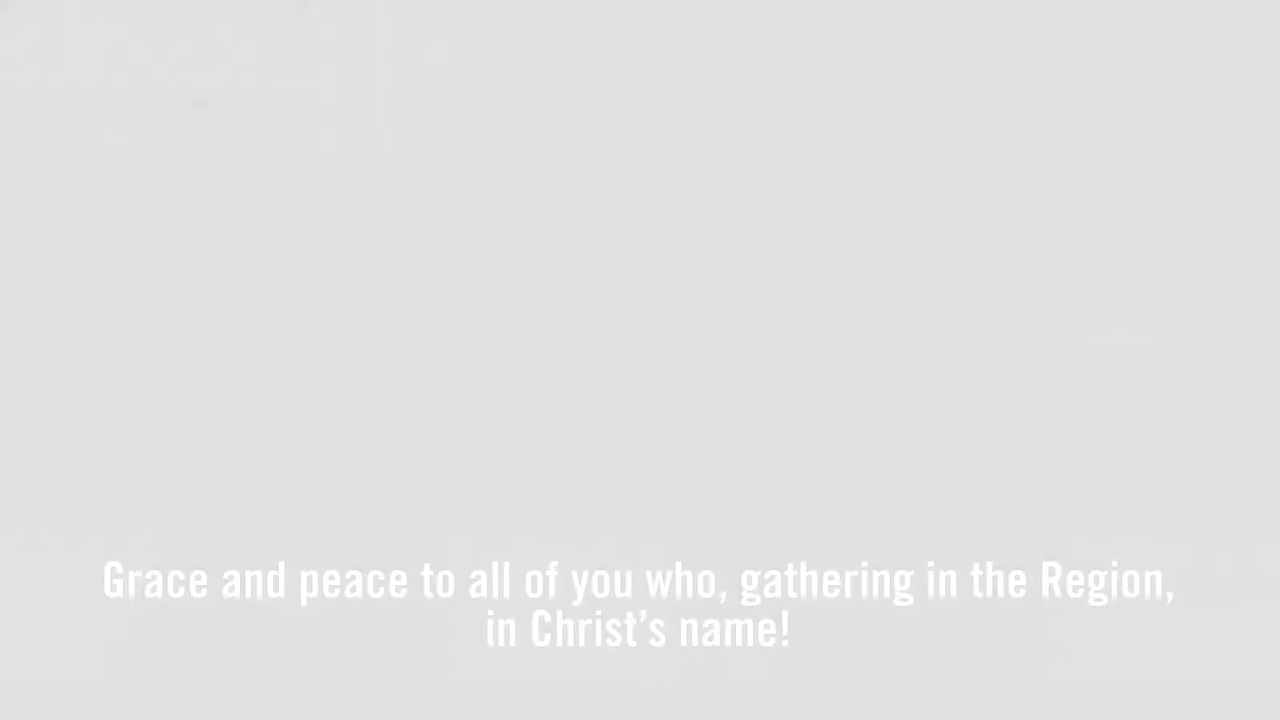 Grace and peace to all of you who, gathering in the Region,
in Christ's name!